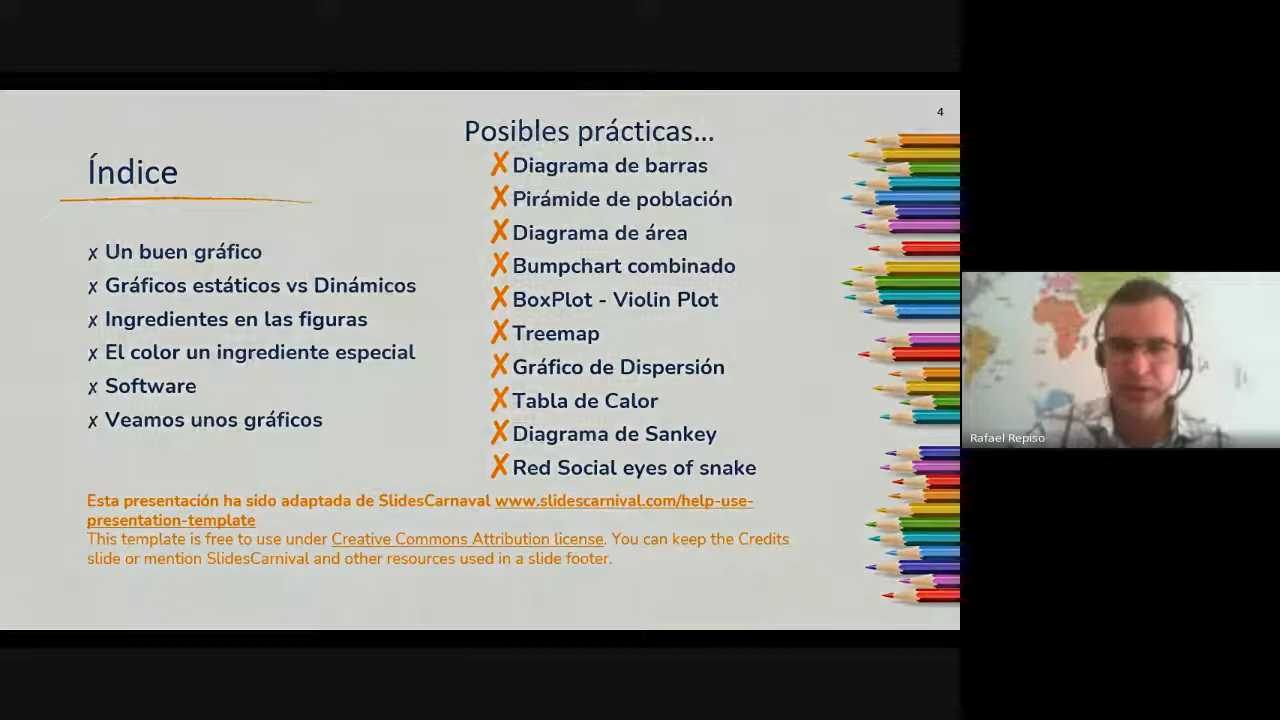 4
Índice
✗ Un buen gráfico
✗ Gráficos estáticos vs Dinámicos
✗ Ingredientes en las figuras
✗ El color un ingrediente especial
✗ Software
✗ Veamos unos gráficos
Posibles prácticas...
✗ Diagrama de barras
✗ Pirámide de población
✗ Diagrama de área
✗ Bumpchart combinado
✗ BoxPlot - Violin Plot
✗ Treemap
✗ Gráfico de Dispersión
✗ Tabla de Calor
✗ Diagrama de Sankey
✗ Red Social eyes of snake
Esta presentación ha sido adaptada de SlidesCarnaval www.slidescarnival.com/help-use-
presentation-template
This template is free to use under Creative Commons Attribution license. You can keep the Credits
slide or mention SlidesCarnival and other resources used in a slide footer.
Rafael Repiso